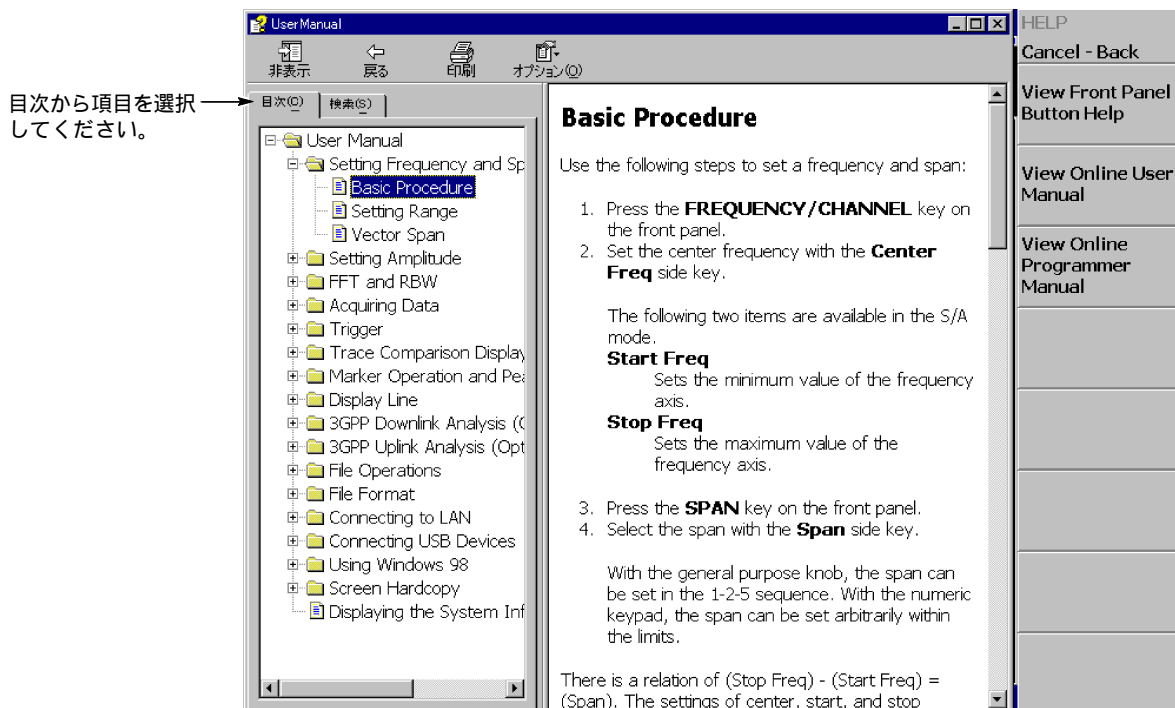 目次から項目を選択
してください。
User Manual
非表示
戻る
印刷
オプション(O)
目次(C)
検索(S)
User Manual
Setting Frequency and Sp
Basic Procedure
Setting Range
Vector Span
Setting Amplitude
FFT and RBW
Acquiring Data
Trigger
Trace Comparison Display
Marker Operation and Pea
Display Line
3GPP Downlink Analysis (O
3GPP Uplink Analysis (Opt
File Operations
File Format
Connecting to LAN
Connecting USB Devices
Using Windows 98
Screen Hardcopy
Displaying the System Inf
Basic Procedure
Use the following steps to set a frequency and span:
1. Press the FREQUENCY/CHANNEL key on
the front panel.
2. Set the center frequency with the Center
Freq side key.
The following two items are available in the S/A
mode.
Start Freq
Sets the minimum value of the frequency
axis.
Stop Freq
Sets the maximum value of the
frequency axis.
3. Press the SPAN key on the front panel.
4. Select the span with the Span side key.
With the general purpose knob, the span can
be set in the 1-2-5 sequence. With the numeric
keypad, the span can be set arbitrarily within
the limits.
There is a relation of (Stop Freq) - (Start Freq) =
(Span). The settings of center, start, and stop
HELP
Cancel - Back
View Front Panel
Button Help
View Online User
Manual
View Online
Programmer
Manual